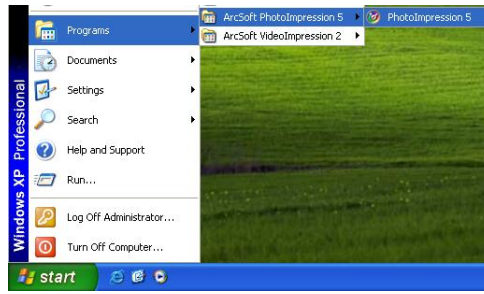 Programs
Documents
Settings
Search
Help and Support
Run...
Log Off Administrator...
Turn Off Computer...
Windows XP Professional
ArcSoft PhotoImpression 5
ArcSoft VideoImpression 2
PhotoImpression 5
start